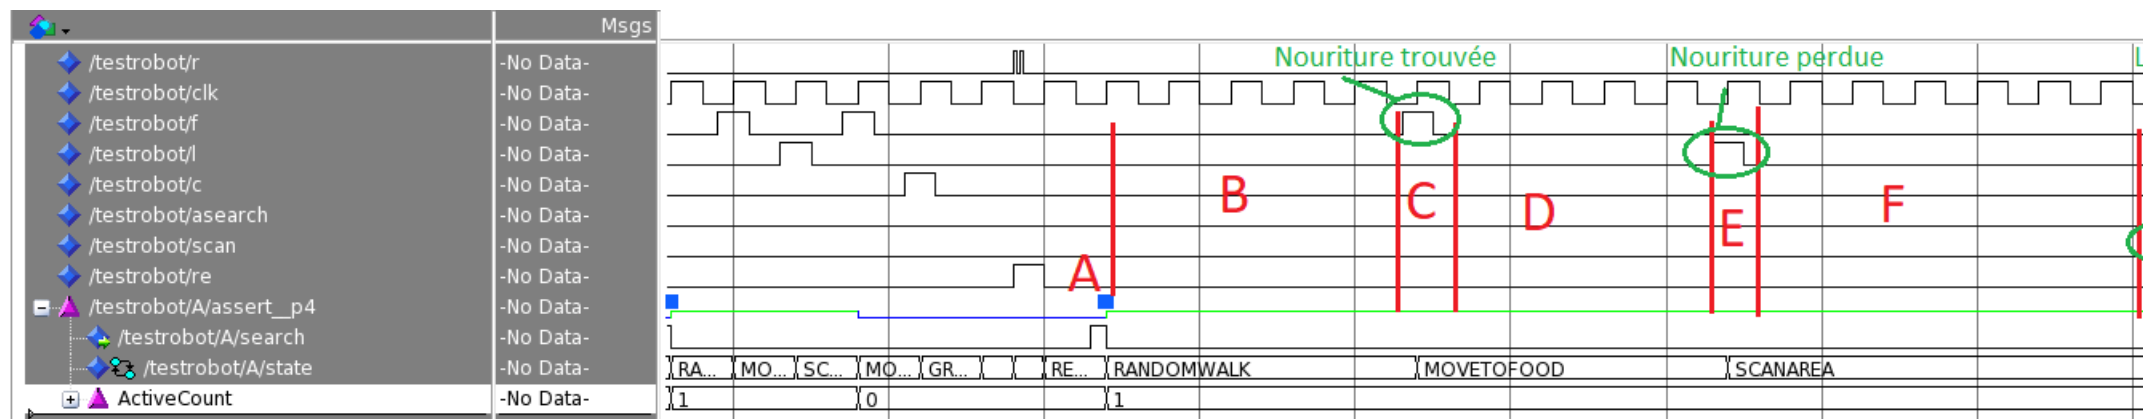 Msgs
/testrobot/r
-No Data-
Nouriture trouvée
Nouriture perdue
L
/testrobot/clk
-No Data-
/testrobot/f
-No Data-
/testrobot/l
-No Data-
/testrobot/c
-No Data-
B
C
D
E
F
/testrobot/asearch
-No Data-
/testrobot/scan
-No Data-
/testrobot/re
-No Data-
A
/testrobot/A/assert__p4
-No Data-
/testrobot/A/search
-No Data-
/testrobot/A/state
-No Data-
RA... MO... SC... MO... GR... RE... RANDOMWALK MOVETOFOOD SCANAREA
ActiveCount
-No Data-
1 0 1